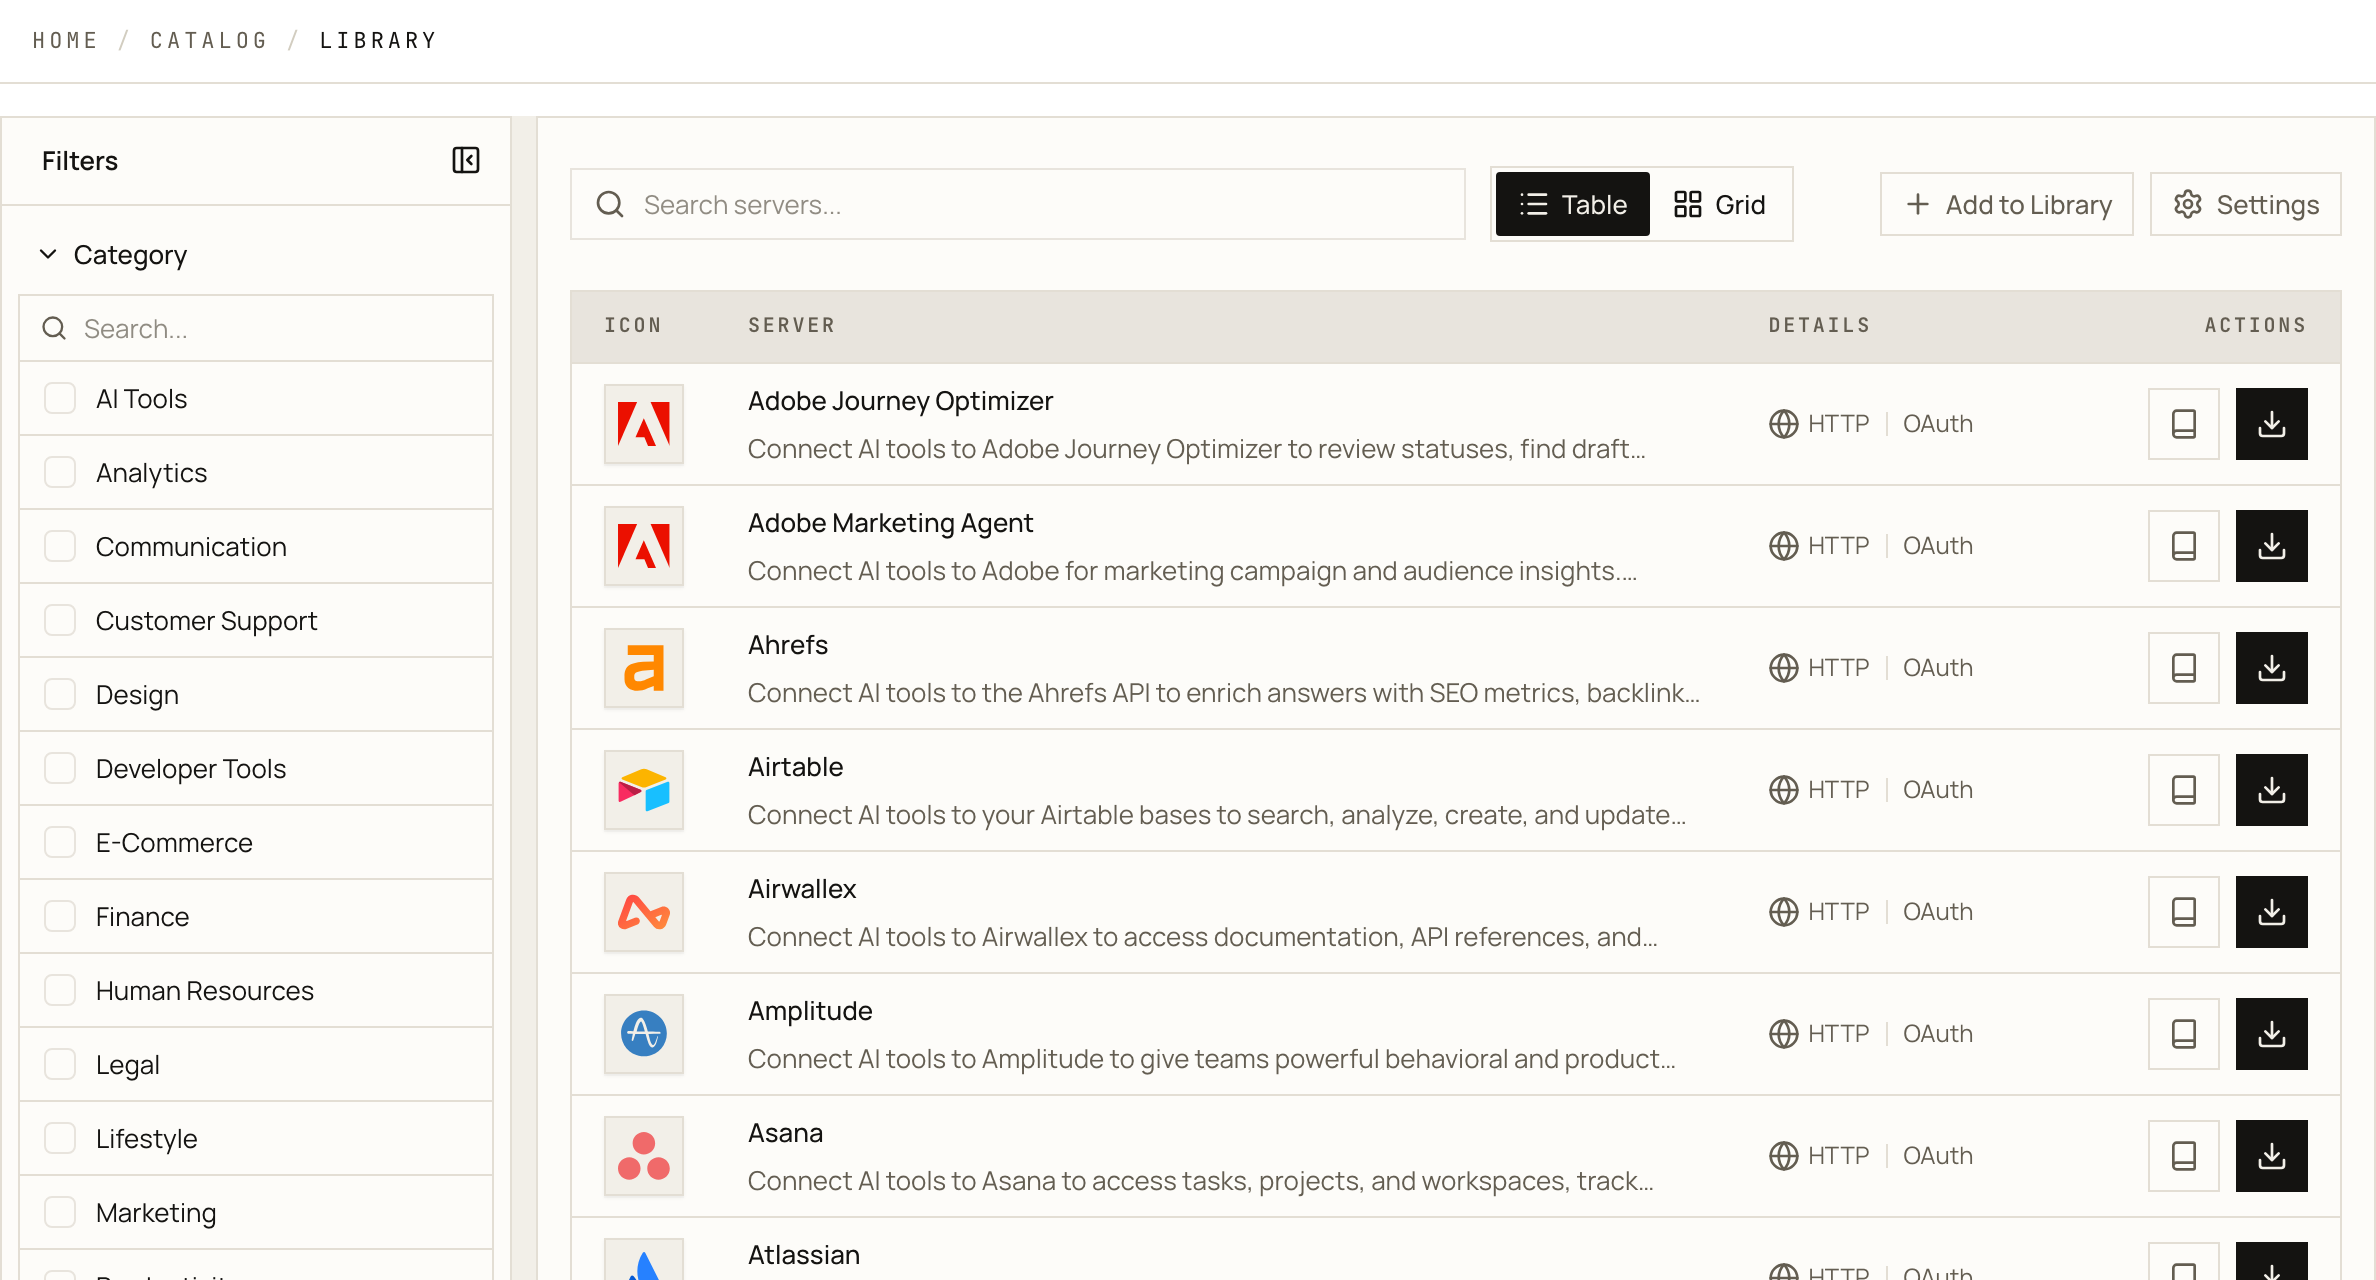 HOME / CATALOG / LIBRARY
Filters
Category
Search...
AI Tools
Analytics
Communication
Customer Support
Design
Developer Tools
E-Commerce
Finance
Human Resources
Legal
Lifestyle
Marketing
Search servers...
Table
Grid
Add to Library
Settings
ICON SERVER DETAILS ACTIONS
Adobe Journey Optimizer
Connect AI tools to Adobe Journey Optimizer to review statuses, find draft...
HTTP | OAuth
Adobe Marketing Agent
Connect AI tools to Adobe for marketing campaign and audience insights....
HTTP | OAuth
Ahrefs
Connect AI tools to the Ahrefs API to enrich answers with SEO metrics, backlink...
HTTP | OAuth
Airtable
Connect AI tools to your Airtable bases to search, analyze, create, and update...
HTTP | OAuth
Airwallex
Connect AI tools to Airwallex to access documentation, API references, and...
HTTP | OAuth
Amplitude
Connect AI tools to Amplitude to give teams powerful behavioral and product...
HTTP | OAuth
Asana
Connect AI tools to Asana to access tasks, projects, and workspaces, track...
HTTP | OAuth
Atlassian
HTTP | OAuth